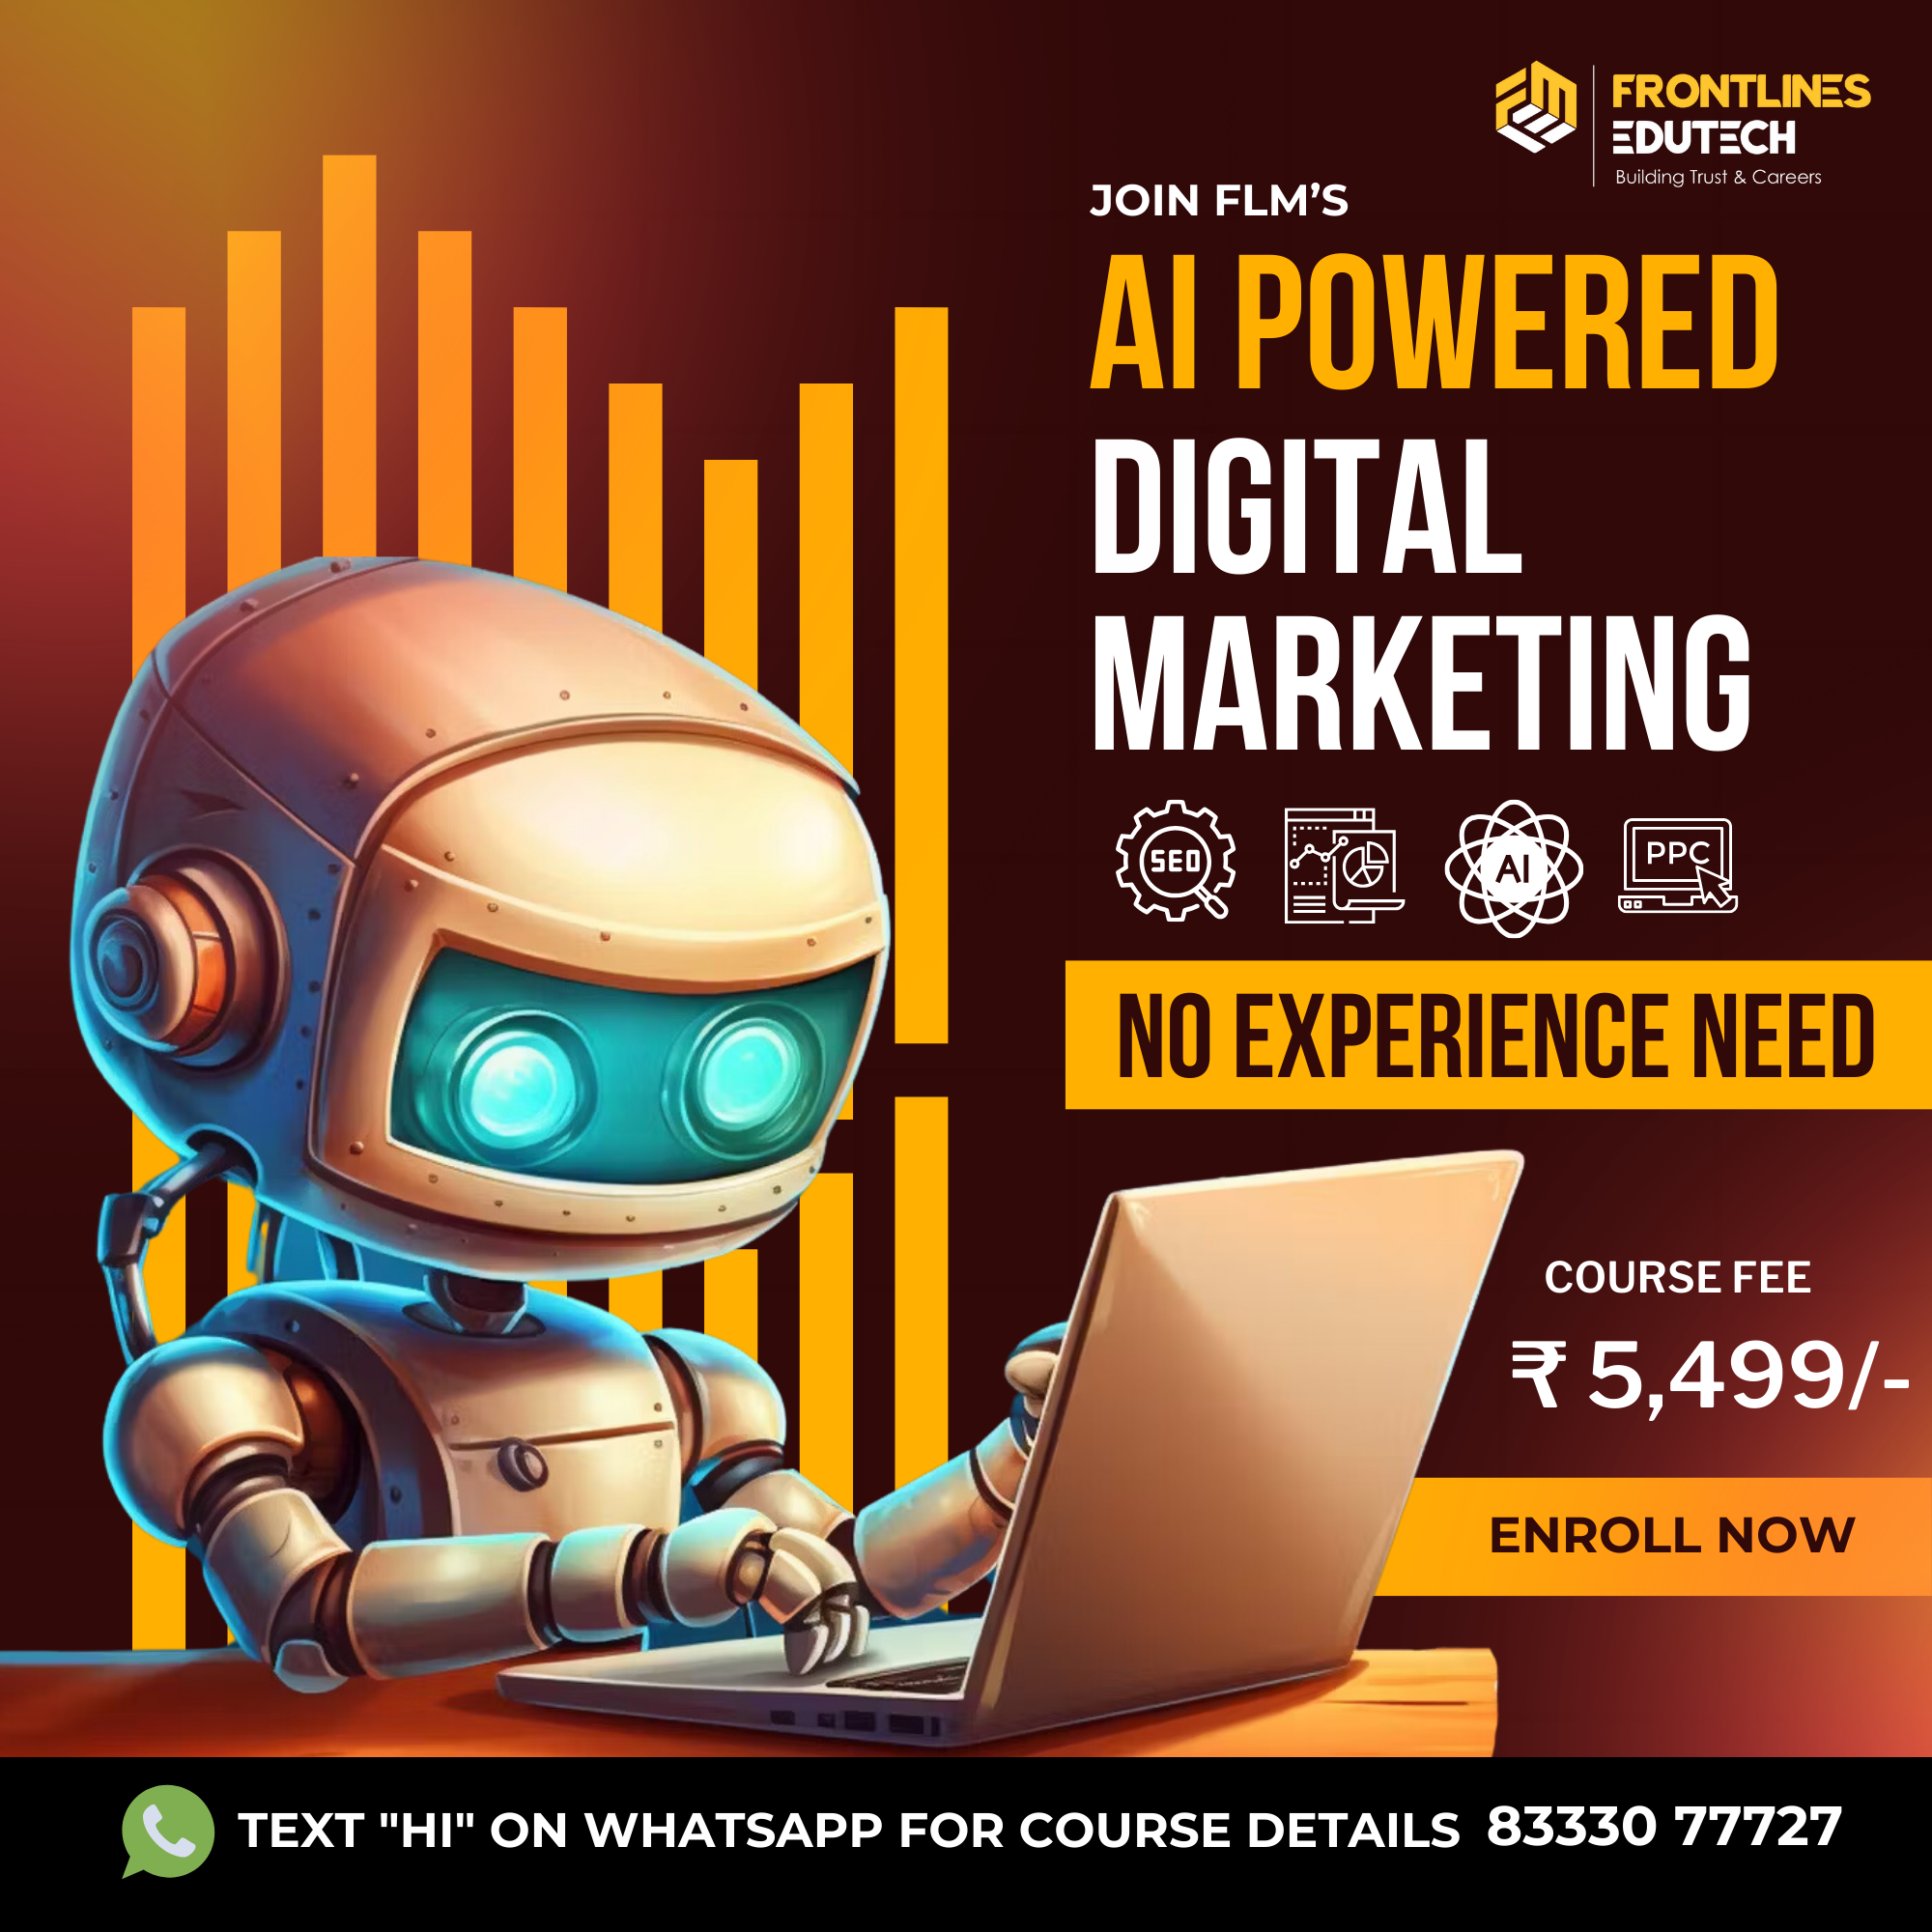 FRONTLINES
EDUTECH
Building Trust & Careers
JOIN FLM'S
AI POWERED
DIGITAL
MARKETING
SEO
AI
PPC
NO EXPERIENCE NEED
COURSE FEE
₹ 5,499/-
ENROLL NOW
TEXT "HI" ON WHATSAPP FOR COURSE DETAILS 83330 77727